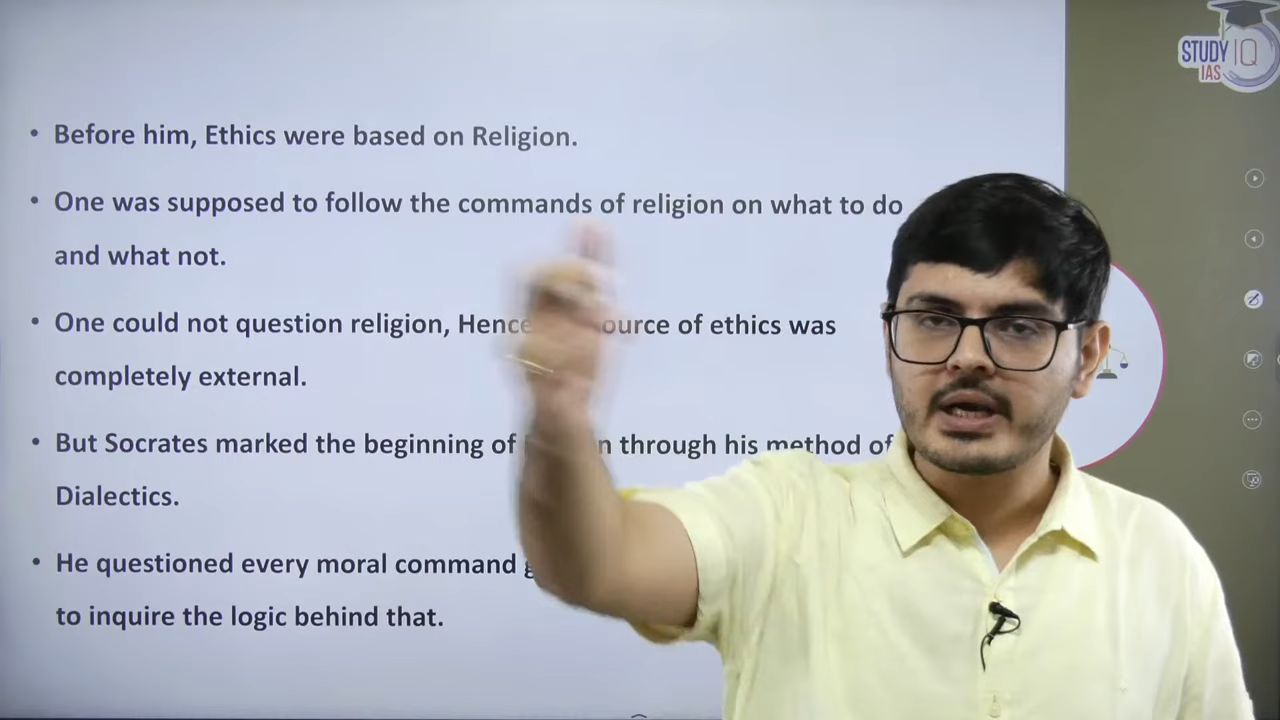 STUDY IQ
IAS
• Before him, Ethics were based on Religion.
• One was supposed to follow the commands of religion on what to do
and what not.
• One could not question religion, Hence ource of ethics was
completely external.
• But Socrates marked the beginning of n through his method of
Dialectics.
• He questioned every moral command
to inquire the logic behind that.